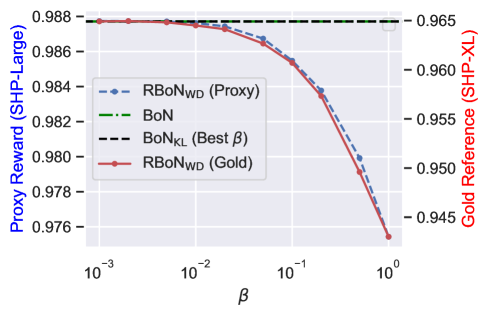 Proxy Reward (SHP-Large)
0.988
0.986
0.984
0.982
0.980
0.978
0.976
RBoN_WD (Proxy)
BoN
BoN_KL (Best β)
RBoN_WD (Gold)
0.965
0.960
0.955
0.950
0.945
Gold Reference (SHP-XL)
10⁻³
10⁻²
10⁻¹
10⁰
β